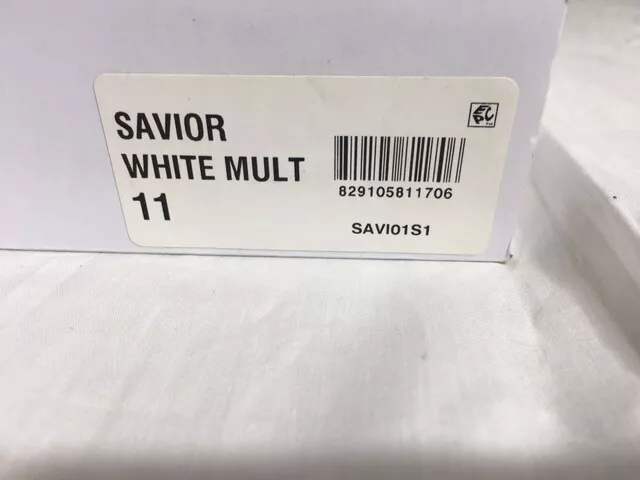 SAVIOR
WHITE MULT
11
829105811706
SAVI01S1